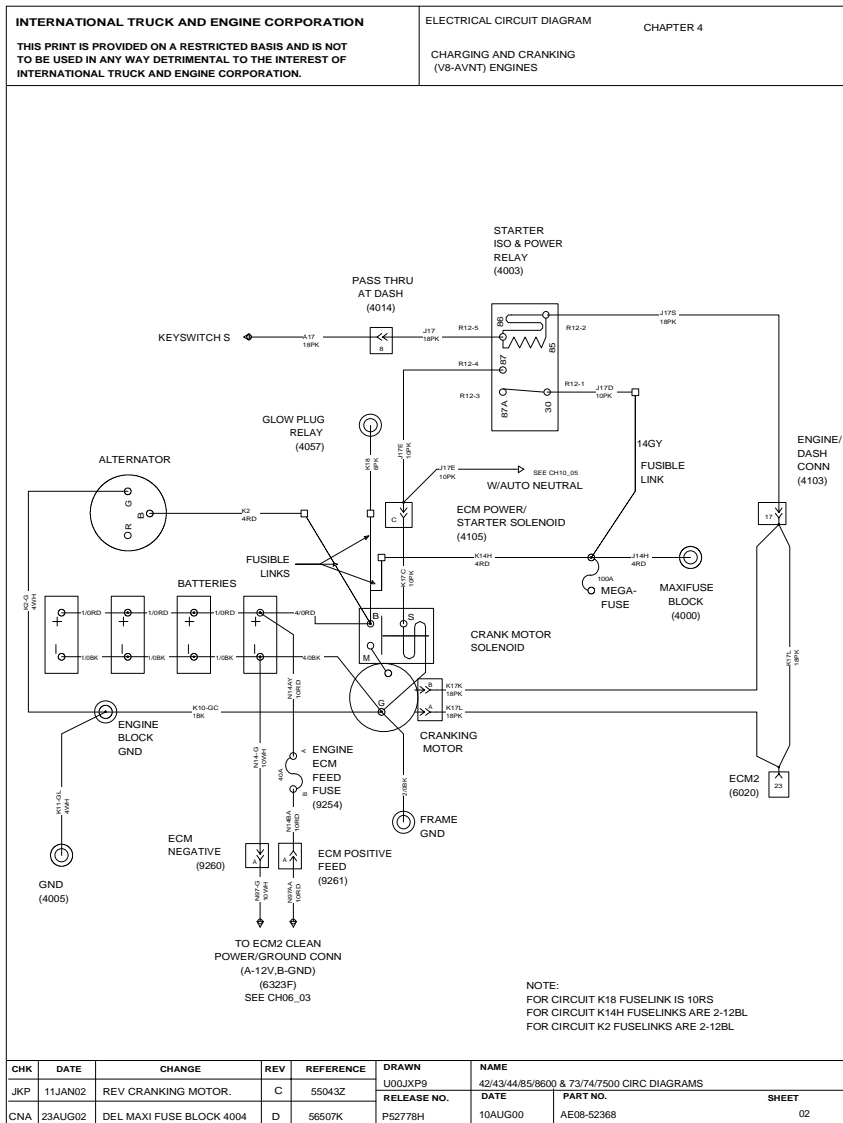 INTERNATIONAL TRUCK AND ENGINE CORPORATION
THIS PRINT IS PROVIDED ON A RESTRICTED BASIS AND IS NOT
TO BE USED IN ANY WAY DETRIMENTAL TO THE INTEREST OF
INTERNATIONAL TRUCK AND ENGINE CORPORATION.
ELECTRICAL CIRCUIT DIAGRAM
CHAPTER 4
CHARGING AND CRANKING
(V8-AVNT) ENGINES
STARTER
ISO & POWER
RELAY
(4003)
PASS THRU
AT DASH
(4014)
KEYSWITCH S
A17
18PK
B
J17
18PK
R12-5
86
85
R12-2
J17S
18PK
R12-4
87
R12-3
87A
30
R12-1
J17D
10PK
GLOW PLUG
RELAY
(4057)
K18
6PK
J17E
10PK
J17E
10PK
SEE CH10_05
W/AUTO NEUTRAL
14GY
FUSIBLE
LINK
ENGINE/
DASH
CONN
(4103)
17
ALTERNATOR
G
B
R
K2
4RD
C
ECM POWER/
STARTER SOLENOID
(4105)
K17C
10PK
K14H
4RD
J14H
4RD
100A
MEGA-
FUSE
MAXIFUSE
BLOCK
(4000)
FUSIBLE
LINKS
BATTERIES
K2-G
4WH
+
1/0RD
+
1/0RD
+
1/0RD
+
4/0RD
1/0BK
1/0BK
1/0BK
4/0BK
B
S
M
CRANK MOTOR
SOLENOID
K17L
18PK
N14AY
10RD
G
B
K17K
18PK
A
K17L
18PK
CRANKING
MOTOR
K10-GC
1BK
ENGINE
BLOCK
GND
K11-GL
4WH
N14-G
10WH
40A
A
B
ENGINE
ECM
FEED
FUSE
(9254)
2/0BK
FRAME
GND
ECM2
(6020)
23
N14BA
10RD
ECM
NEGATIVE
(9260)
A
A
ECM POSITIVE
FEED
(9261)
GND
(4005)
N97-G
10WH
N97AA
10RD
TO ECM2 CLEAN
POWER/GROUND CONN
(A-12V,B-GND)
(6323F)
SEE CH06_03
NOTE:
FOR CIRCUIT K18 FUSELINK IS 10RS
FOR CIRCUIT K14H FUSELINKS ARE 2-12BL
FOR CIRCUIT K2 FUSELINKS ARE 2-12BL
CHK DATE CHANGE REV REFERENCE
JKP 11JAN02 REV CRANKING MOTOR. C 55043Z
CNA 23AUG02 DEL MAXI FUSE BLOCK 4004 D 56507K
DRAWN
U00JXP9
RELEASE NO.
P52778H
NAME
42/43/44/85/8600 & 73/74/7500 CIRC DIAGRAMS
DATE
10AUG00
PART NO.
AE08-52368
SHEET
02